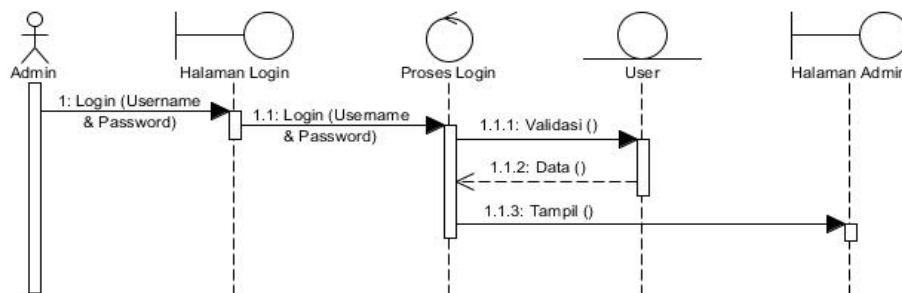 Admin
Halaman Login
Proses Login
User
Halaman Admin
1: Login (Username
& Password)
1.1: Login (Username
& Password)
1.1.1: Validasi ()
1.1.2: Data ()
1.1.3: Tampil ()